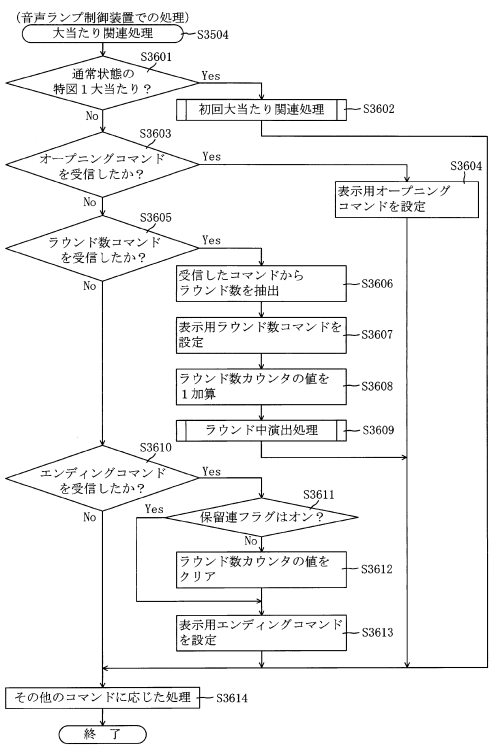 (音声ランプ制御装置での処理)
大当たり関連処理
S3504
S3601
通常状態の
特図1大当たり?
Yes
No
初回大当たり関連処理
S3602
S3603
オープニングコマンド
を受信したか?
Yes
No
S3604
表示用オープニング
コマンドを設定
S3605
ラウンド数コマンド
を受信したか?
Yes
No
受信したコマンドから
ラウンド数を抽出
S3606
表示用ラウンド数コマンドを
設定
S3607
ラウンド数カウンタの値を
1加算
S3608
ラウンド中演出処理
S3609
S3610
エンディングコマンド
を受信したか?
Yes
No
S3611
保留連フラグはオン?
Yes
No
ラウンド数カウンタの値を
クリア
S3612
表示用エンディングコマンド
を設定
S3613
その他のコマンドに応じた処理
S3614
終 了